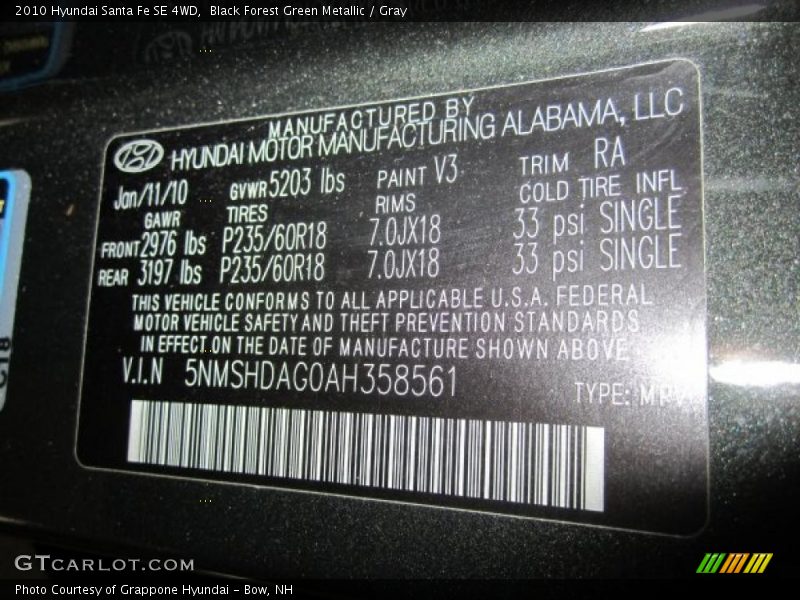 2010 Hyundai Santa Fe SE 4WD, Black Forest Green Metallic / Gray
MANUFACTURED BY
HYUNDAI MOTOR MANUFACTURING ALABAMA, LLC
Jan/11/10 GVWR 5203 lbs PAINT V3 TRIM RA
GAWR TIRES RIMS COLD TIRE INFL
FRONT 2976 lbs P235/60R18 7.0JX18 33 psi SINGLE
REAR 3197 lbs P235/60R18 7.0JX18 33 psi SINGLE
THIS VEHICLE CONFORMS TO ALL APPLICABLE U.S.A. FEDERAL
MOTOR VEHICLE SAFETY AND THEFT PREVENTION STANDARDS
IN EFFECT ON THE DATE OF MANUFACTURE SHOWN ABOVE
V.I.N 5NMSHDAG0AH358561
TYPE: MPV
GTCARLOT.COM
Photo Courtesy of Grappone Hyundai - Bow, NH